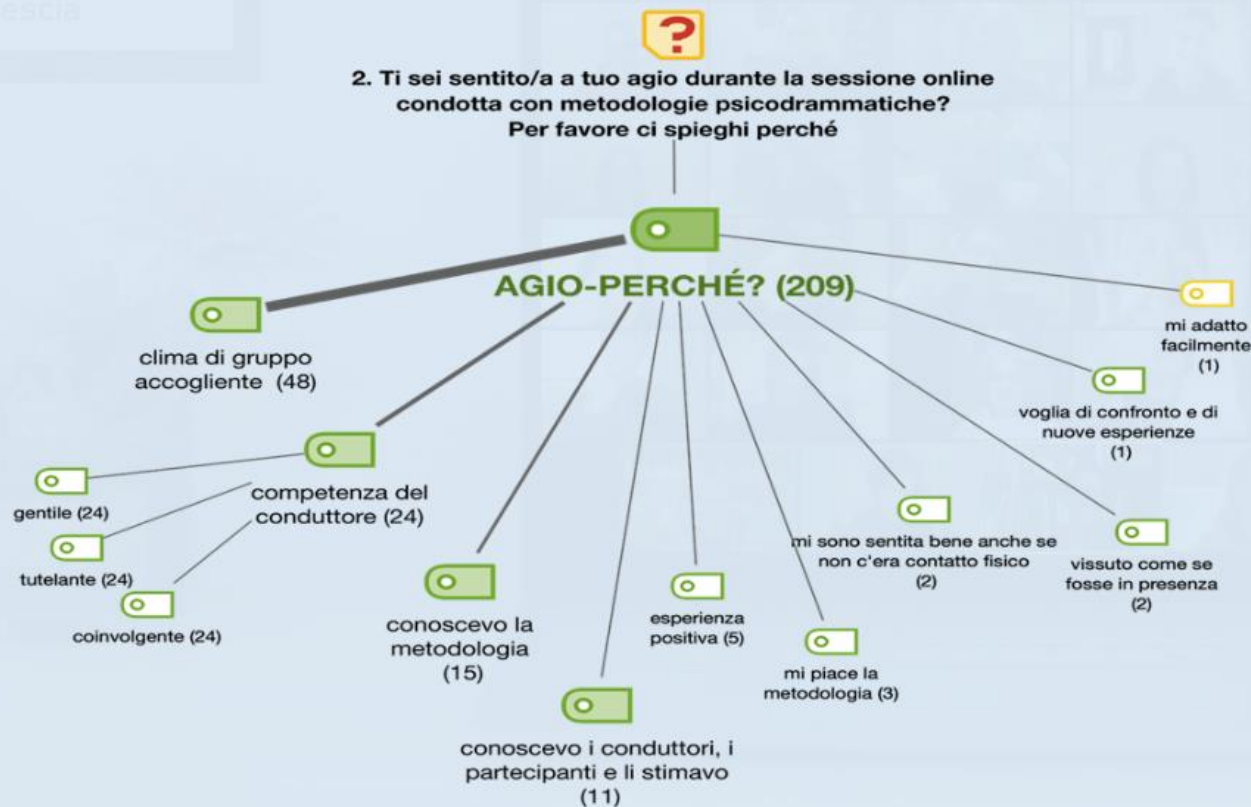 escia
?
2. Ti sei sentito/a a tuo agio durante la sessione online
condotta con metodologie psicodrammatiche?
Per favore ci spieghi perché
AGIO-PERCHÉ? (209)
clima di gruppo
accogliente (48)
competenza del
conduttore (24)
gentile (24)
tutelante (24)
coinvolgente (24)
conoscevo la
metodologia
(15)
conoscevo i conduttori, i
partecipanti e li stimavo
(11)
esperienza
positiva (5)
mi piace la
metodologia (3)
mi sono sentita bene anche se
non c'era contatto fisico
(2)
vissuto come se
fosse in presenza
(2)
voglia di confronto e di
nuove esperienze
(1)
mi adatto
facilmente
(1)